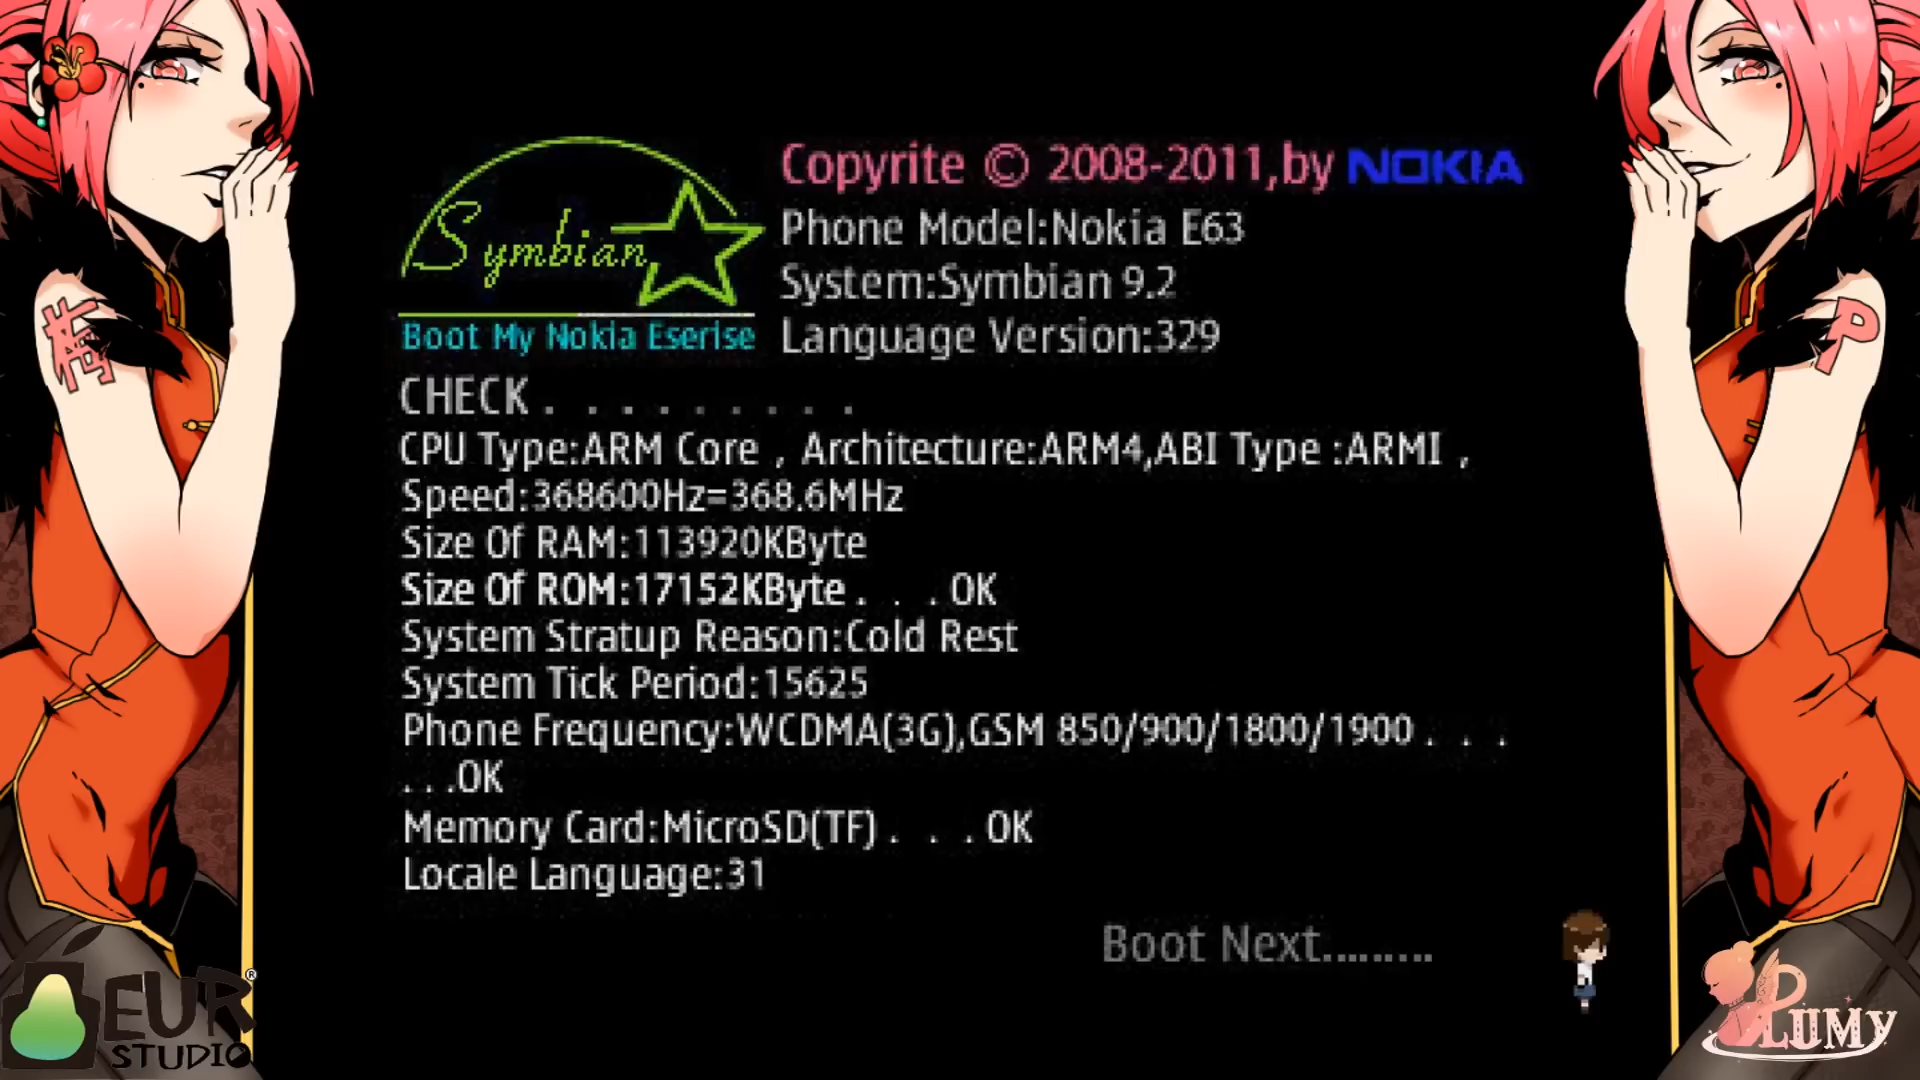 Symbian
Boot My Nokia Eserise
Copyrite © 2008-2011,by NOKIA
Phone Model:Nokia E63
System:Symbian 9.2
Language Version:329
CHECK . . . . . . . . .
CPU Type:ARM Core , Architecture:ARM4,ABI Type :ARMI ,
Speed:368600Hz=368.6MHz
Size Of RAM:113920KByte
Size Of ROM:17152KByte . . . OK
System Stratup Reason:Cold Rest
System Tick Period:15625
Phone Frequency:WCDMA(3G),GSM 850/900/1800/1900 . . .
. . .OK
Memory Card:MicroSD(TF) . . . OK
Locale Language:31
Boot Next.........
梅
P
EUR®
STUDIO
PLUMY